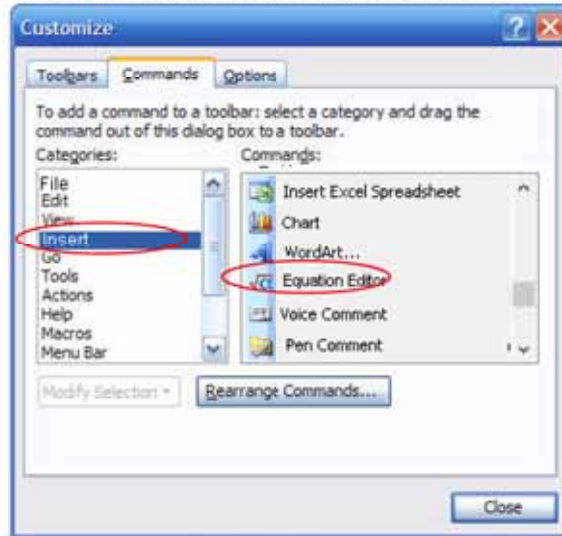 Customize
Toolbars Commands Options
To add a command to a toolbar: select a category and drag the
command out of this dialog box to a toolbar.
Categories:
File
Edit
View
Insert
Go
Tools
Actions
Help
Macros
Menu Bar
Commands:
Insert Excel Spreadsheet
Chart
WordArt...
Equation Editor
Voice Comment
Pen Comment
Modify Selection
Rearrange Commands...
Close